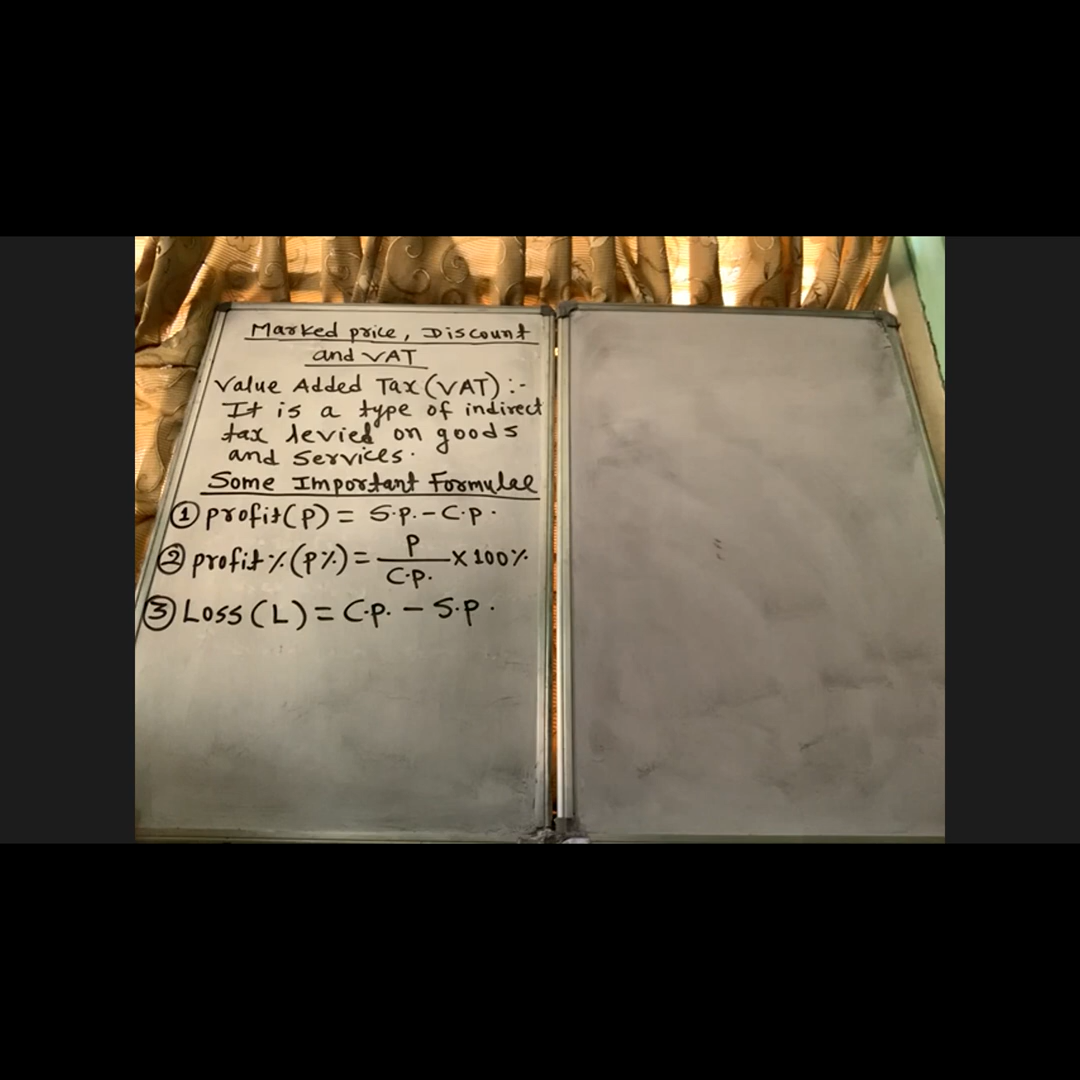 Marked price, Discount
and VAT
Value Added Tax (VAT) :-
It is a type of indirect
tax levied on goods
and services.
Some Important Formulae
① profit(p) = S.p. - C.p.
② profit%(p%) = p/C.p. × 100%
③ Loss(L) = C.p. - S.p.